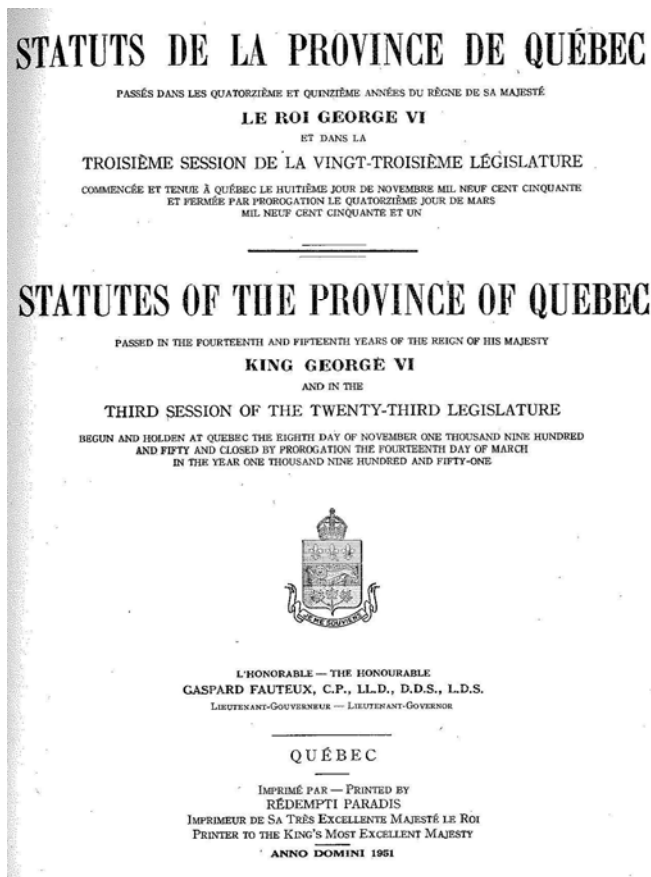 STATUTS DE LA PROVINCE DE QUÉBEC
PASSÉS DANS LES QUATORZIÈME ET QUINZIÈME ANNÉES DU RÈGNE DE SA MAJESTÉ
LE ROI GEORGE VI
ET DANS LA
TROISIÈME SESSION DE LA VINGT-TROISIÈME LÉGISLATURE
COMMENCÉE ET TENUE À QUÉBEC LE HUITIÈME JOUR DE NOVEMBRE MIL NEUF CENT CINQUANTE
ET FERMÉE PAR PROROGATION LE QUATORZIÈME JOUR DE MARS
MIL NEUF CENT CINQUANTE ET UN
STATUTES OF THE PROVINCE OF QUEBEC
PASSED IN THE FOURTEENTH AND FIFTEENTH YEARS OF THE REIGN OF HIS MAJESTY
KING GEORGE VI
AND IN THE
THIRD SESSION OF THE TWENTY-THIRD LEGISLATURE
BEGUN AND HOLDEN AT QUEBEC THE EIGHTH DAY OF NOVEMBER ONE THOUSAND NINE HUNDRED
AND FIFTY AND CLOSED BY PROROGATION THE FOURTEENTH DAY OF MARCH
IN THE YEAR ONE THOUSAND NINE HUNDRED AND FIFTY-ONE
JE ME SOUVIENS
L'HONORABLE — THE HONOURABLE
GASPARD FAUTEUX, C.P., LL.D., D.D.S., L.D.S.
LIEUTENANT-GOUVERNEUR — LIEUTENANT-GOVERNOR
QUÉBEC
IMPRIMÉ PAR — PRINTED BY
RÉDEMPTI PARADIS
IMPRIMEUR DE SA TRÈS EXCELLENTE MAJESTÉ LE ROI
PRINTER TO THE KING'S MOST EXCELLENT MAJESTY
ANNO DOMINI 1951